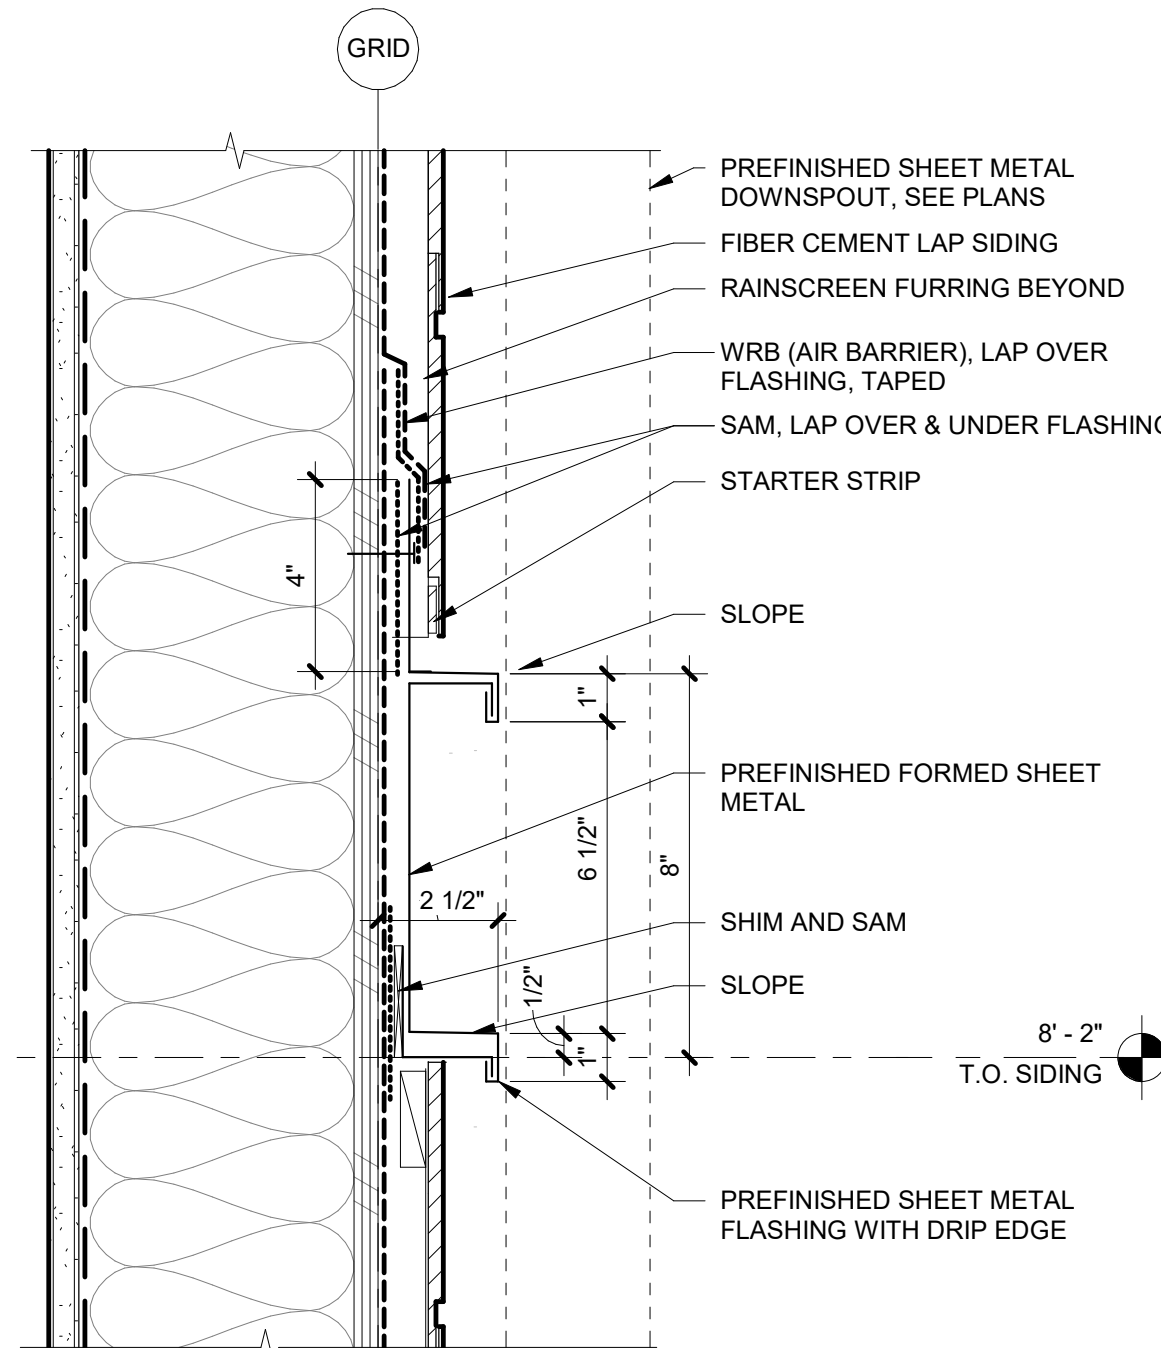 GRID
PREFINISHED SHEET METAL
DOWNSPOUT, SEE PLANS
FIBER CEMENT LAP SIDING
RAINSCREEN FURRING BEYOND
WRB (AIR BARRIER), LAP OVER
FLASHING, TAPED
SAM, LAP OVER & UNDER FLASHING
STARTER STRIP
4"
SLOPE
1"
PREFINISHED FORMED SHEET
METAL
6 1/2"
8"
2 1/2"
SHIM AND SAM
SLOPE
1/2"
1"
8' - 2"
T.O. SIDING
PREFINISHED SHEET METAL
FLASHING WITH DRIP EDGE